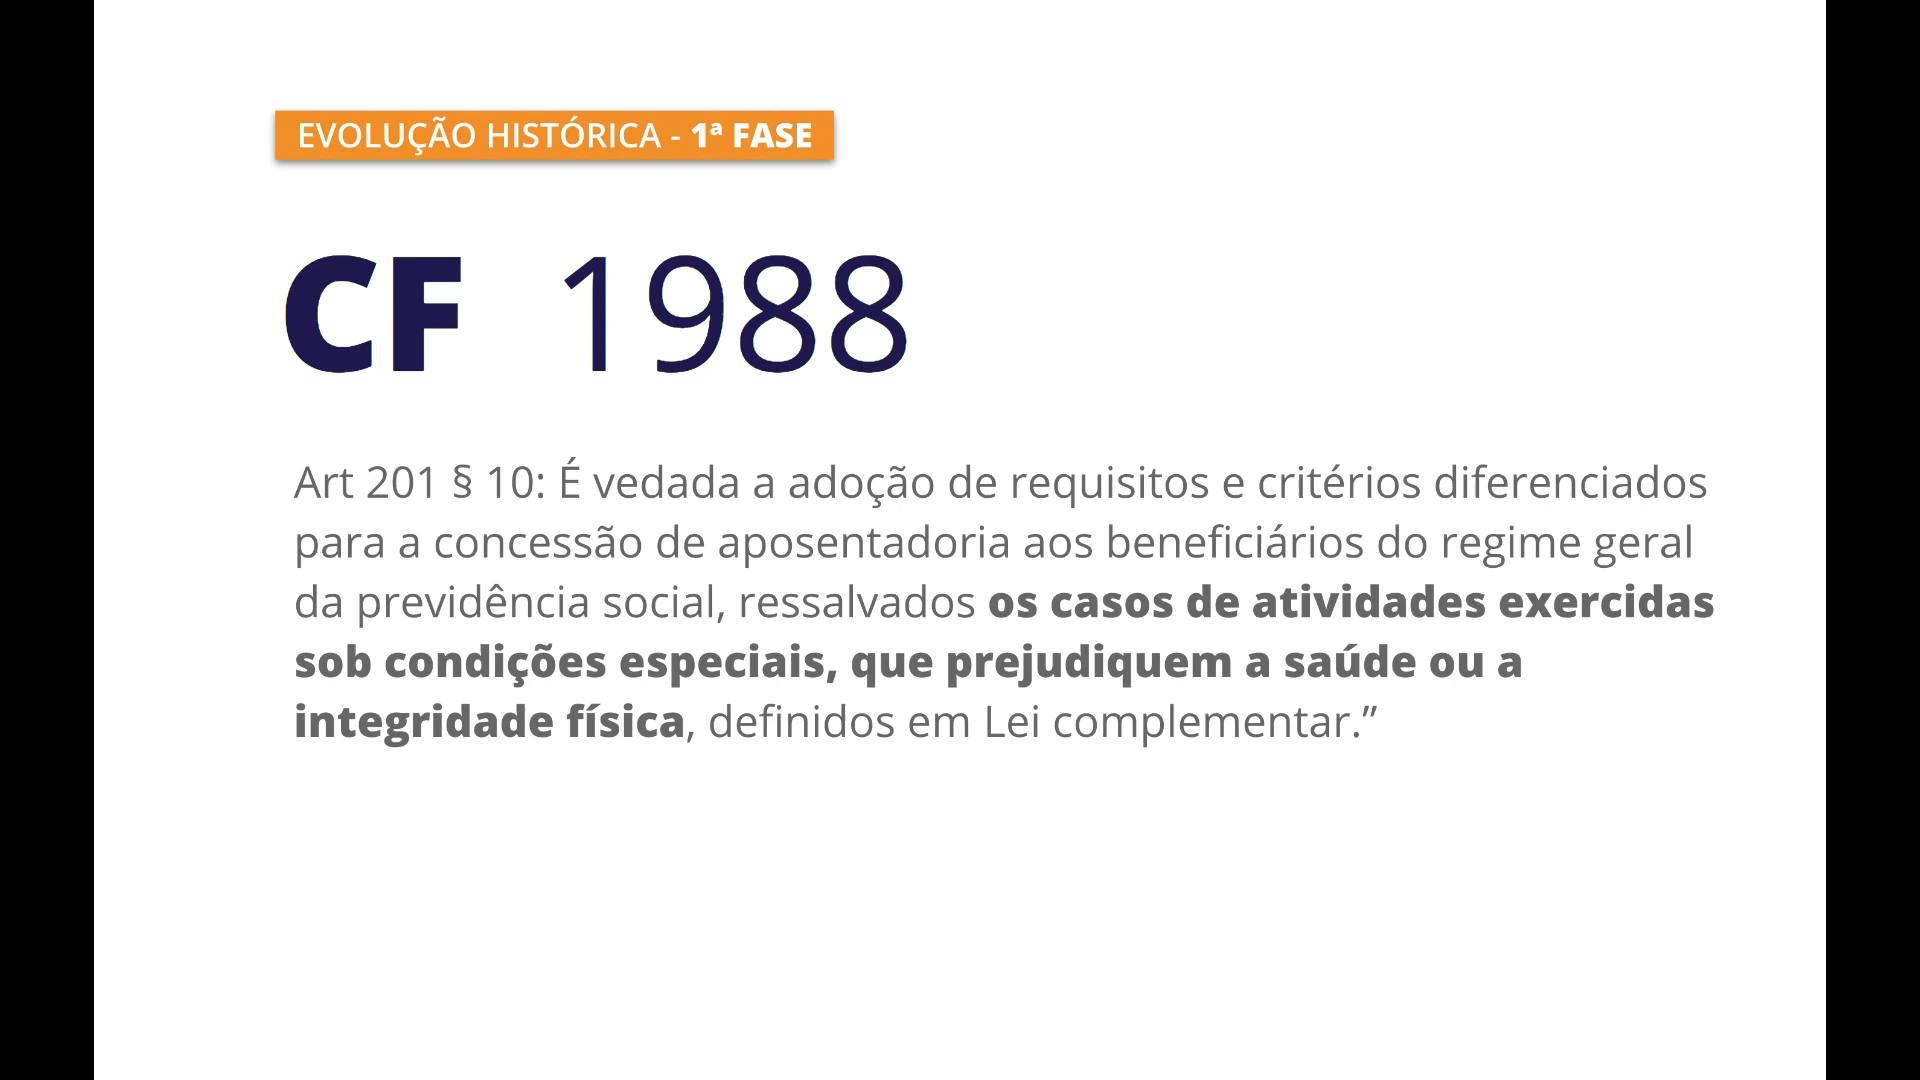 EVOLUÇÃO HISTÓRICA - 1ª FASE
CF 1988
Art 201 § 10: É vedada a adoção de requisitos e critérios diferenciados
para a concessão de aposentadoria aos beneficiários do regime geral
da previdência social, ressalvados os casos de atividades exercidas
sob condições especiais, que prejudiquem a saúde ou a
integridade física, definidos em Lei complementar.”